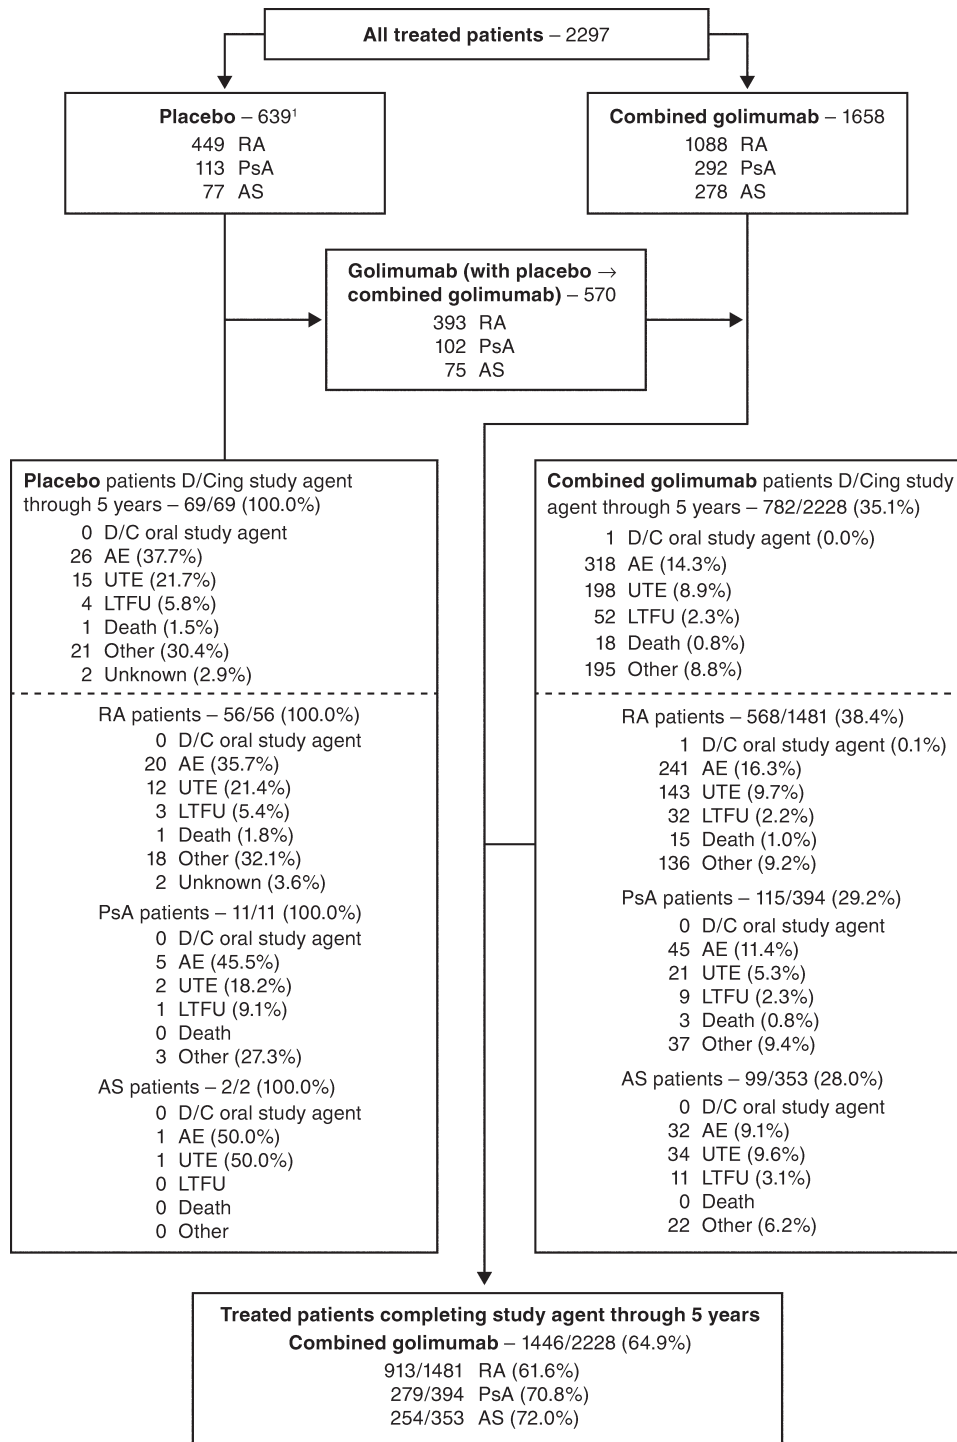 All treated patients – 2297
Placebo – 639¹
449 RA
113 PsA
77 AS
Combined golimumab – 1658
1088 RA
292 PsA
278 AS
Golimumab (with placebo →
combined golimumab) – 570
393 RA
102 PsA
75 AS
Placebo patients D/Cing study agent
through 5 years – 69/69 (100.0%)
0 D/C oral study agent
26 AE (37.7%)
15 UTE (21.7%)
4 LTFU (5.8%)
1 Death (1.5%)
21 Other (30.4%)
2 Unknown (2.9%)
RA patients – 56/56 (100.0%)
0 D/C oral study agent
20 AE (35.7%)
12 UTE (21.4%)
3 LTFU (5.4%)
1 Death (1.8%)
18 Other (32.1%)
2 Unknown (3.6%)
PsA patients – 11/11 (100.0%)
0 D/C oral study agent
5 AE (45.5%)
2 UTE (18.2%)
1 LTFU (9.1%)
0 Death
3 Other (27.3%)
AS patients – 2/2 (100.0%)
0 D/C oral study agent
1 AE (50.0%)
1 UTE (50.0%)
0 LTFU
0 Death
0 Other
Combined golimumab patients D/Cing study
agent through 5 years – 782/2228 (35.1%)
1 D/C oral study agent (0.0%)
318 AE (14.3%)
198 UTE (8.9%)
52 LTFU (2.3%)
18 Death (0.8%)
195 Other (8.8%)
RA patients – 568/1481 (38.4%)
1 D/C oral study agent (0.1%)
241 AE (16.3%)
143 UTE (9.7%)
32 LTFU (2.2%)
15 Death (1.0%)
136 Other (9.2%)
PsA patients – 115/394 (29.2%)
0 D/C oral study agent
45 AE (11.4%)
21 UTE (5.3%)
9 LTFU (2.3%)
3 Death (0.8%)
37 Other (9.4%)
AS patients – 99/353 (28.0%)
0 D/C oral study agent
32 AE (9.1%)
34 UTE (9.6%)
11 LTFU (3.1%)
0 Death
22 Other (6.2%)
Treated patients completing study agent through 5 years
Combined golimumab – 1446/2228 (64.9%)
913/1481 RA (61.6%)
279/394 PsA (70.8%)
254/353 AS (72.0%)